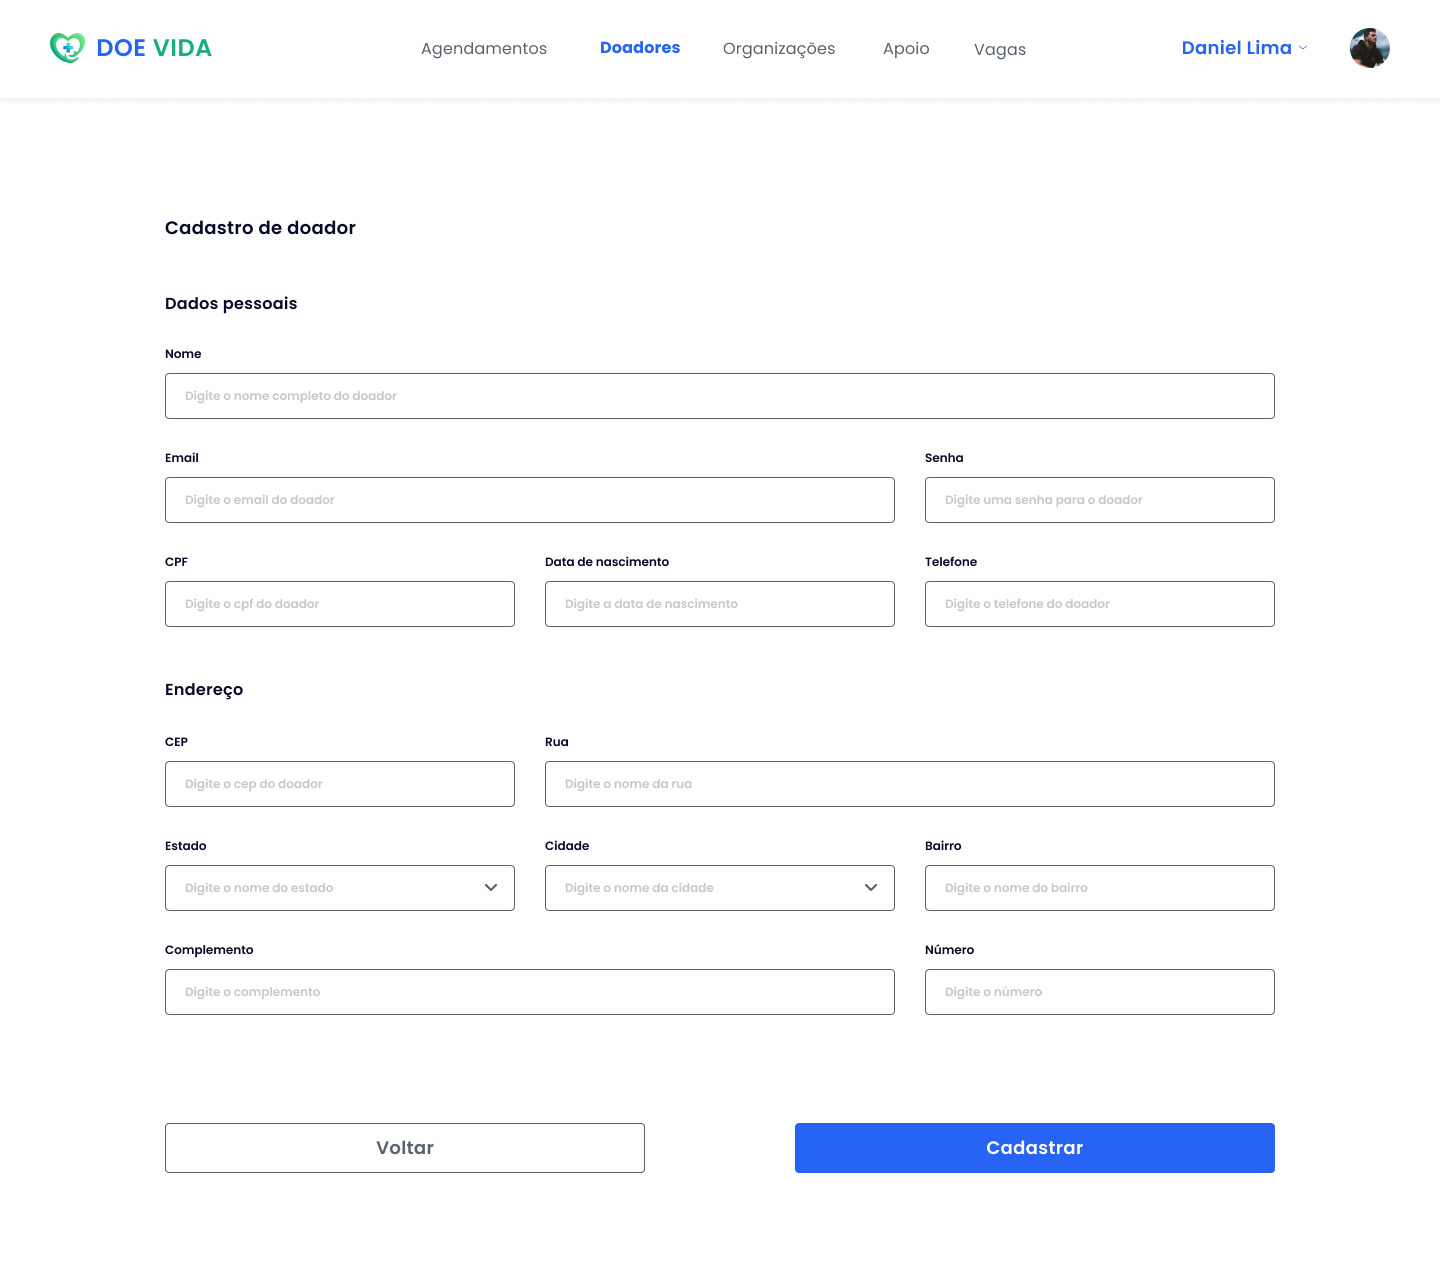 DOE VIDA
Agendamentos
Doadores
Organizações
Apoio
Vagas
Daniel Lima
Cadastro de doador
Dados pessoais
Nome
Digite o nome completo do doador
Email
Senha
Digite o email do doador
Digite uma senha para o doador
CPF
Data de nascimento
Telefone
Digite o cpf do doador
Digite a data de nascimento
Digite o telefone do doador
Endereço
CEP
Rua
Digite o cep do doador
Digite o nome da rua
Estado
Cidade
Bairro
Digite o nome do estado
Digite o nome da cidade
Digite o nome do bairro
Complemento
Número
Digite o complemento
Digite o número
Voltar
Cadastrar